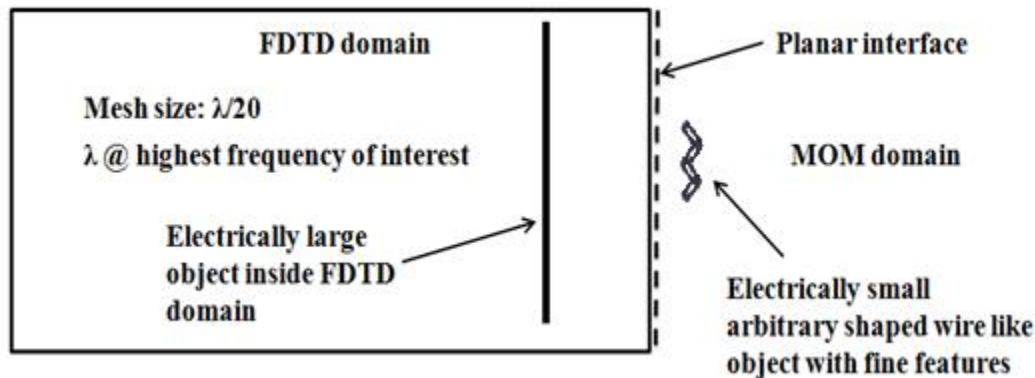 FDTD domain
Mesh size: λ/20
λ @ highest frequency of interest
Electrically large
object inside FDTD
domain
Planar interface
MOM domain
Electrically small
arbitrary shaped wire like
object with fine features